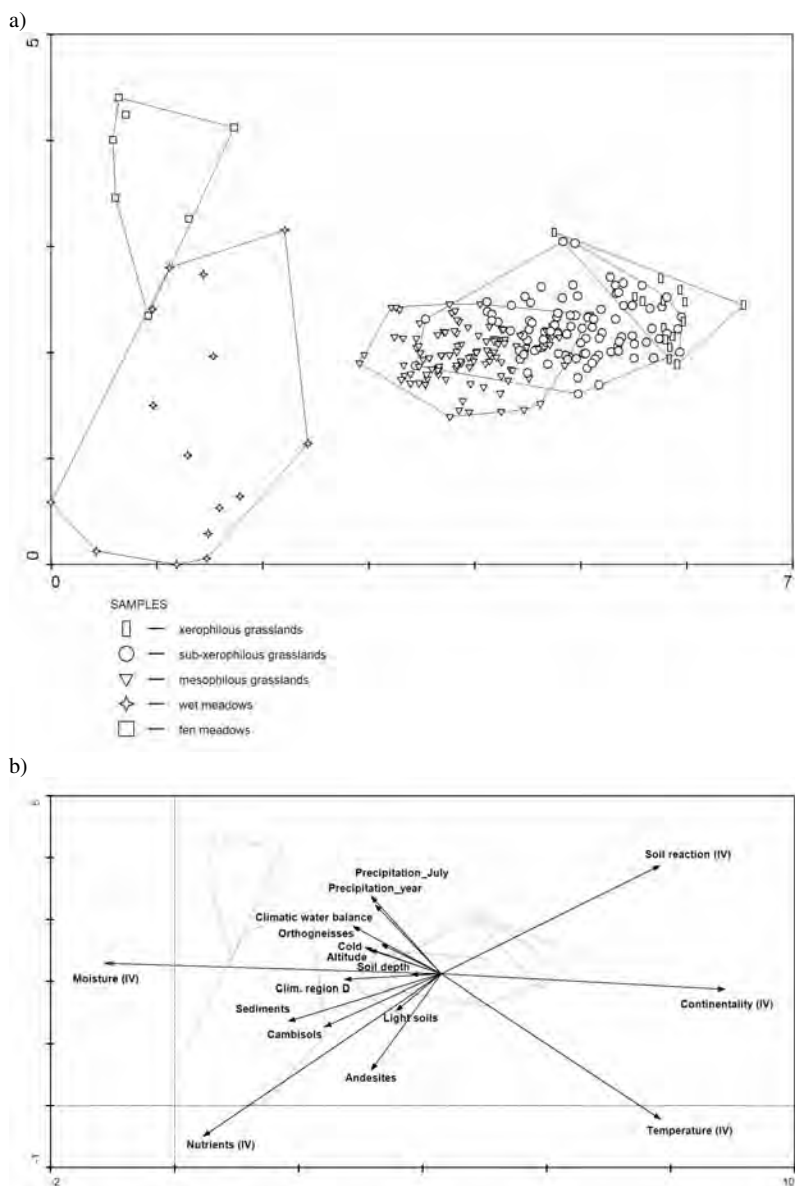 a)
5
0
0
7
SAMPLES
xerophilous grasslands
sub-xerophilous grasslands
mesophilous grasslands
wet meadows
fen meadows
b)
5
Soil reaction (IV)
Precipitation_July
Precipitation_year
Climatic water balance
Orthogneisses
Cold
Altitude
Soil depth
Moisture (IV)
Clim. region D
Continentality (IV)
Sediments
Light soils
Cambisols
Andesites
Nutrients (IV)
Temperature (IV)
-1
-2
10